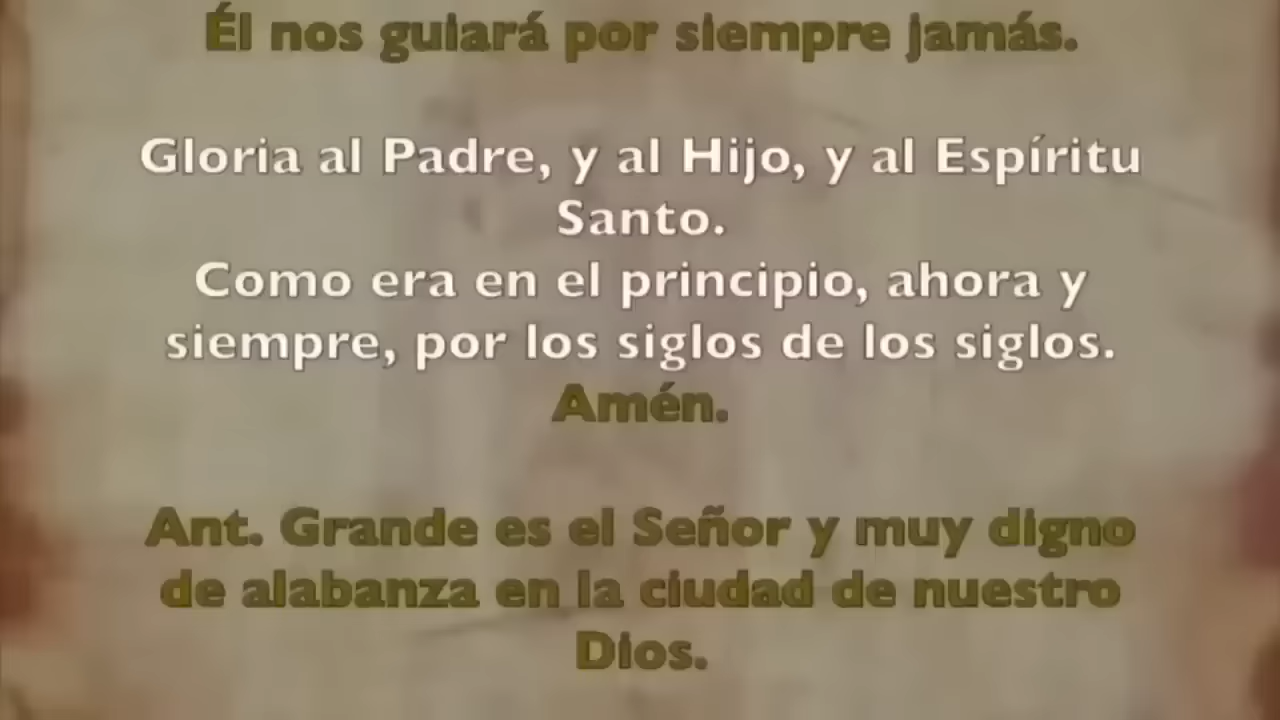 Él nos guiará por siempre jamás.
Gloria al Padre, y al Hijo, y al Espíritu
Santo.
Como era en el principio, ahora y
siempre, por los siglos de los siglos.
Amén.
Ant. Grande es el Señor y muy digno
de alabanza en la ciudad de nuestro
Dios.